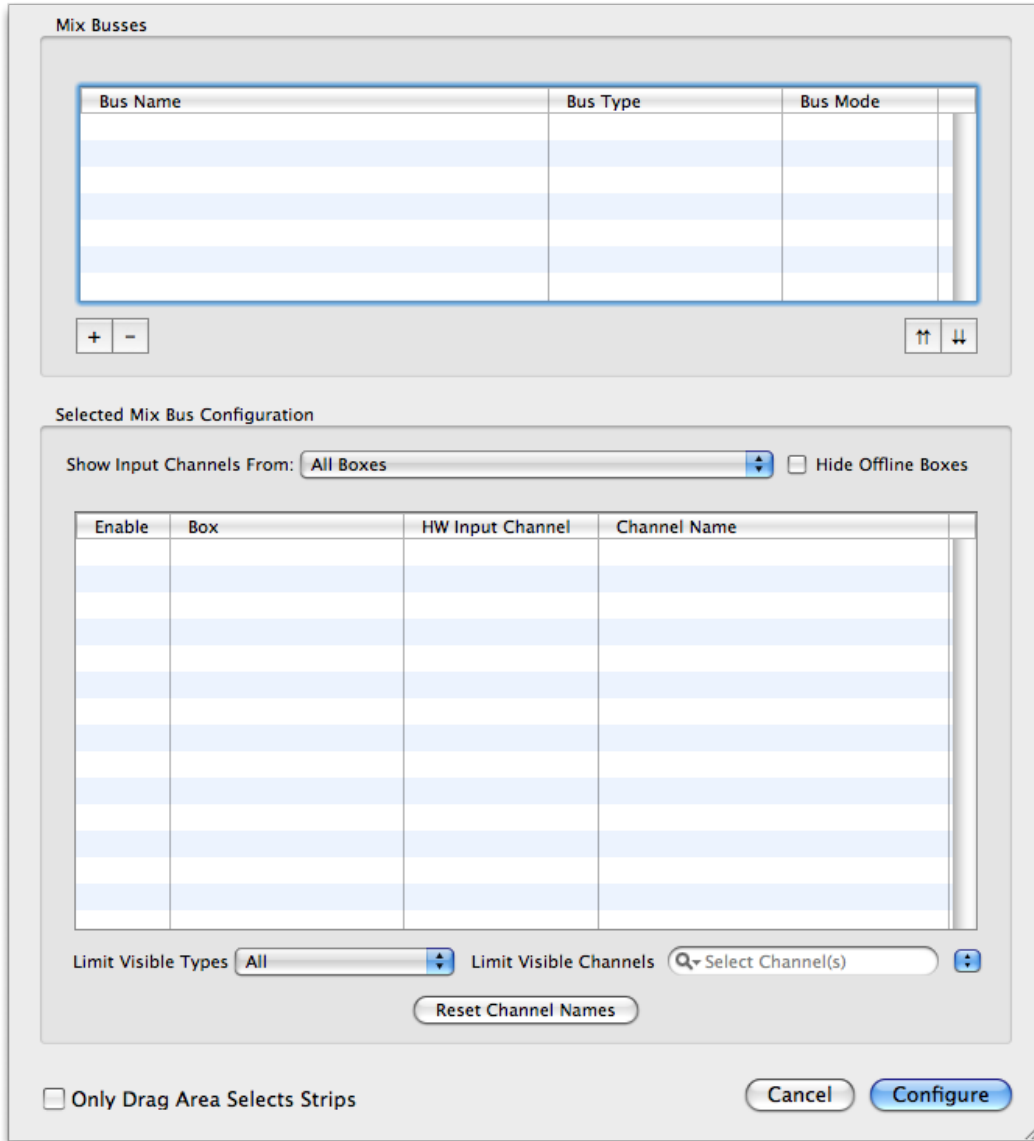 Mix Busses
Bus Name Bus Type Bus Mode
+ − ⇈ ⇊
Selected Mix Bus Configuration
Show Input Channels From: All Boxes Hide Offline Boxes
Enable Box HW Input Channel Channel Name
Limit Visible Types All Limit Visible Channels Select Channel(s)
Reset Channel Names
Only Drag Area Selects Strips Cancel Configure